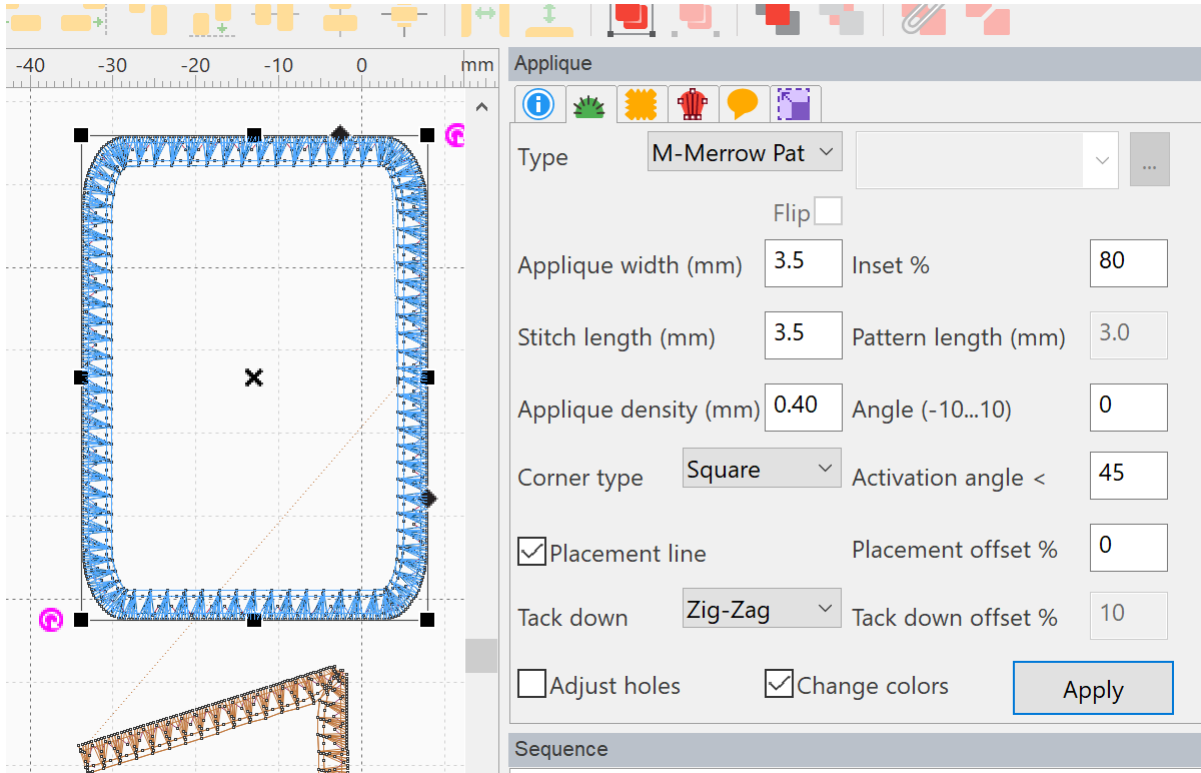 -40 -30 -20 -10 0 mm
Applique
Type M-Merrow Pat ...
Flip
Applique width (mm) 3.5 Inset % 80
Stitch length (mm) 3.5 Pattern length (mm) 3.0
Applique density (mm) 0.40 Angle (-10...10) 0
Corner type Square Activation angle < 45
Placement line Placement offset % 0
Tack down Zig-Zag Tack down offset % 10
Adjust holes Change colors Apply
Sequence